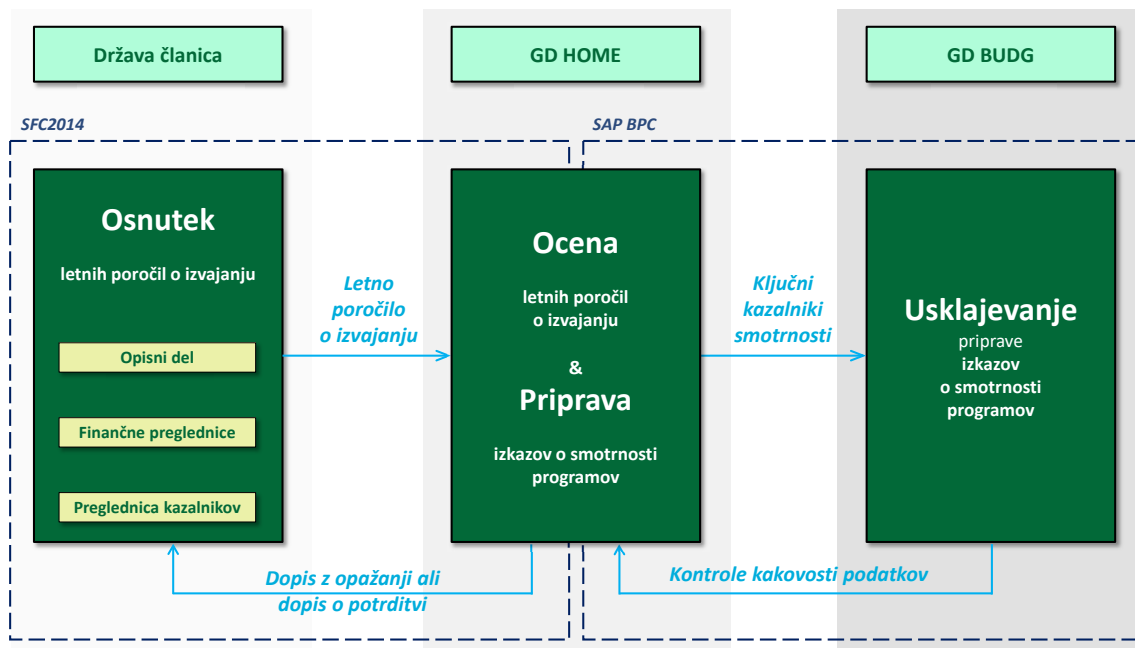 Država članica
GD HOME
GD BUDG
SFC2014
SAP BPC
Osnutek
letnih poročil o izvajanju
Opisni del
Finančne preglednice
Preglednica kazalnikov
Letno
poročilo
o izvajanju
Ocena
letnih poročil
o izvajanju
&
Priprava
izkazov o smotrnosti
programov
Ključni
kazalniki
smotrnosti
Usklajevanje
priprave
izkazov
o smotrnosti
programov
Dopis z opažanji ali
dopis o potrditvi
Kontrole kakovosti podatkov